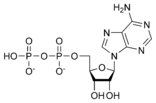 NH₂
N N
O O
HO-P-O-P-O N N
O⁻ O⁻ O
HO OH